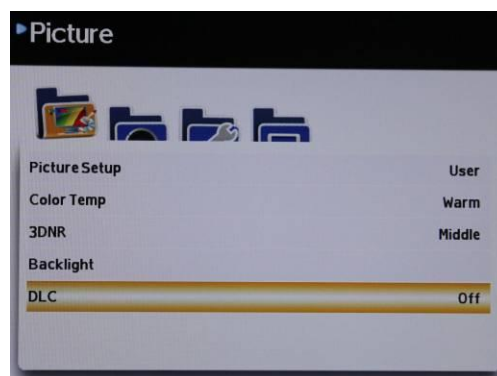 Picture
Picture Setup User
Color Temp Warm
3DNR Middle
Backlight
DLC Off